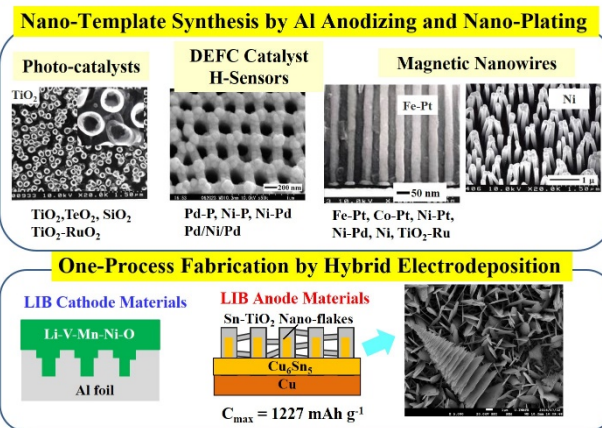 Nano-Template Synthesis by Al Anodizing and Nano-Plating
Photo-catalysts
DEFC Catalyst
H-Sensors
Magnetic Nanowires
TiO₂
Fe-Pt
Ni
200 nm
50 nm
1 μ
TiO₂,TeO₂, SiO₂
TiO₂-RuO₂
Pd-P, Ni-P, Ni-Pd
Pd/Ni/Pd
Fe-Pt, Co-Pt, Ni-Pt,
Ni-Pd, Ni, TiO₂-Ru
One-Process Fabrication by Hybrid Electrodeposition
LIB Cathode Materials
Li-V-Mn-Ni-O
Al foil
LIB Anode Materials
Sn-TiO₂ Nano-flakes
Cu₆Sn₅
Cu
Cmax = 1227 mAh g⁻¹